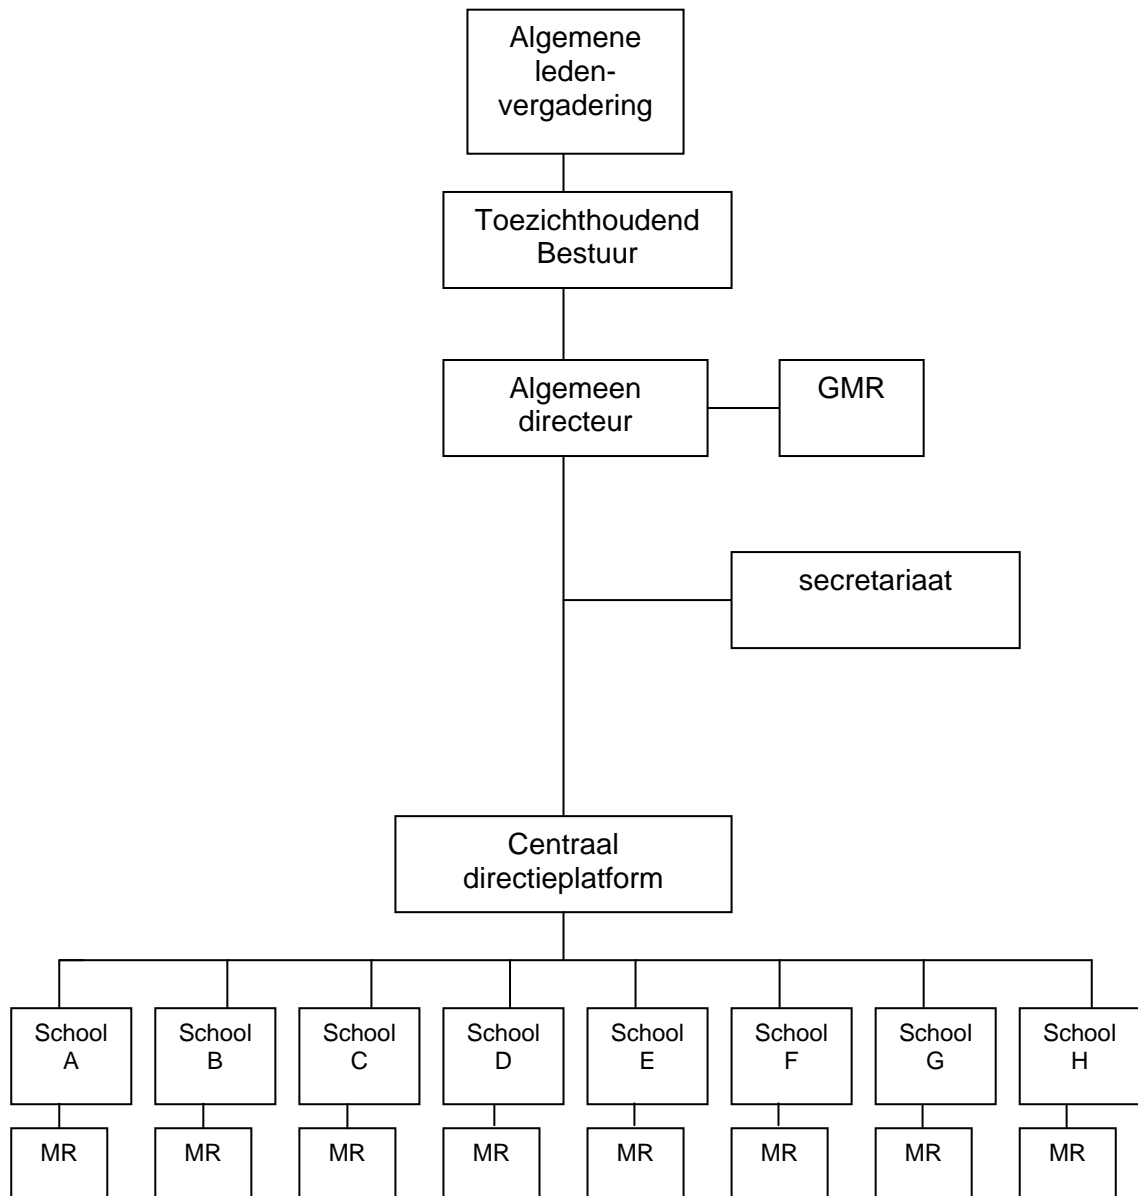 Algemene
leden-
vergadering
Toezichthoudend
Bestuur
Algemeen
directeur
GMR
secretariaat
Centraal
directieplatform
School
A
School
B
School
C
School
D
School
E
School
F
School
G
School
H
MR
MR
MR
MR
MR
MR
MR
MR